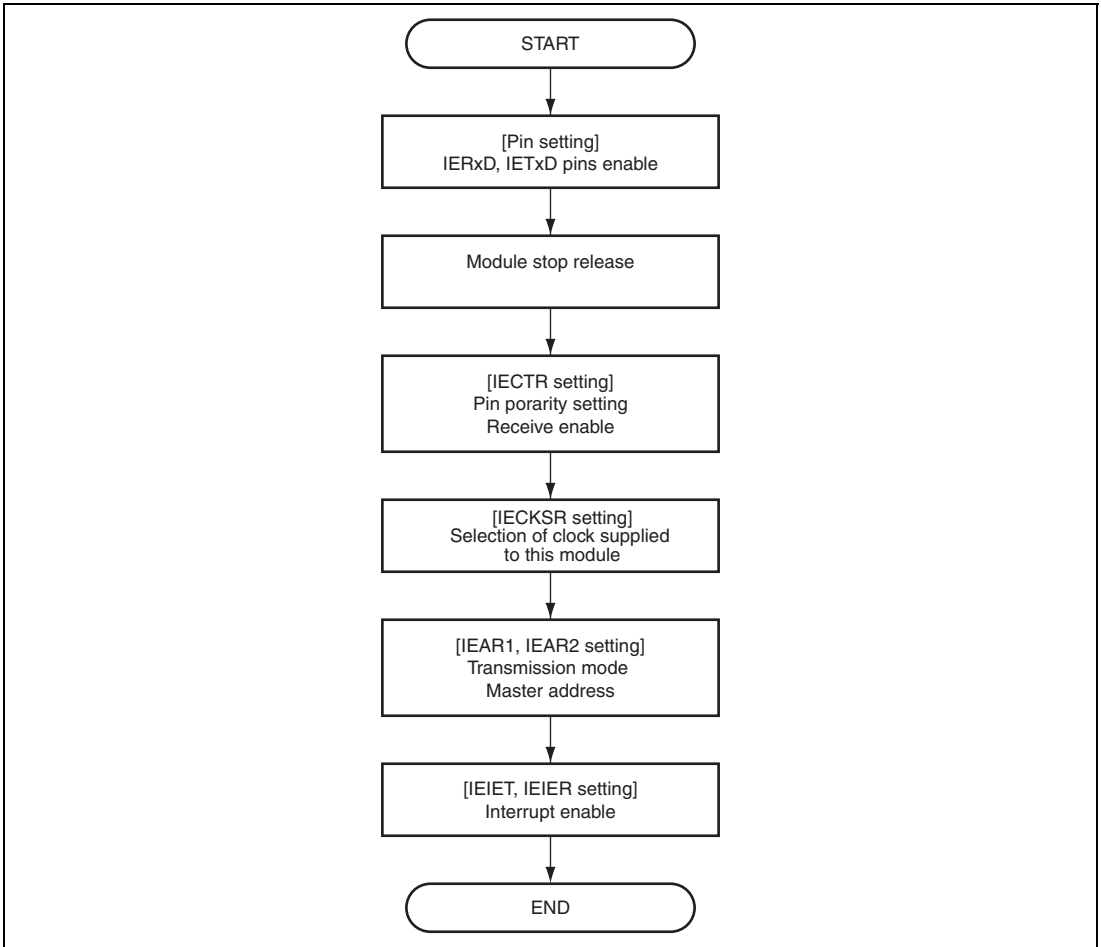 START
[Pin setting]
IERxD, IETxD pins enable
Module stop release
[IECTR setting]
Pin porarity setting
Receive enable
[IECKSR setting]
Selection of clock supplied
to this module
[IEAR1, IEAR2 setting]
Transmission mode
Master address
[IEIET, IEIER setting]
Interrupt enable
END